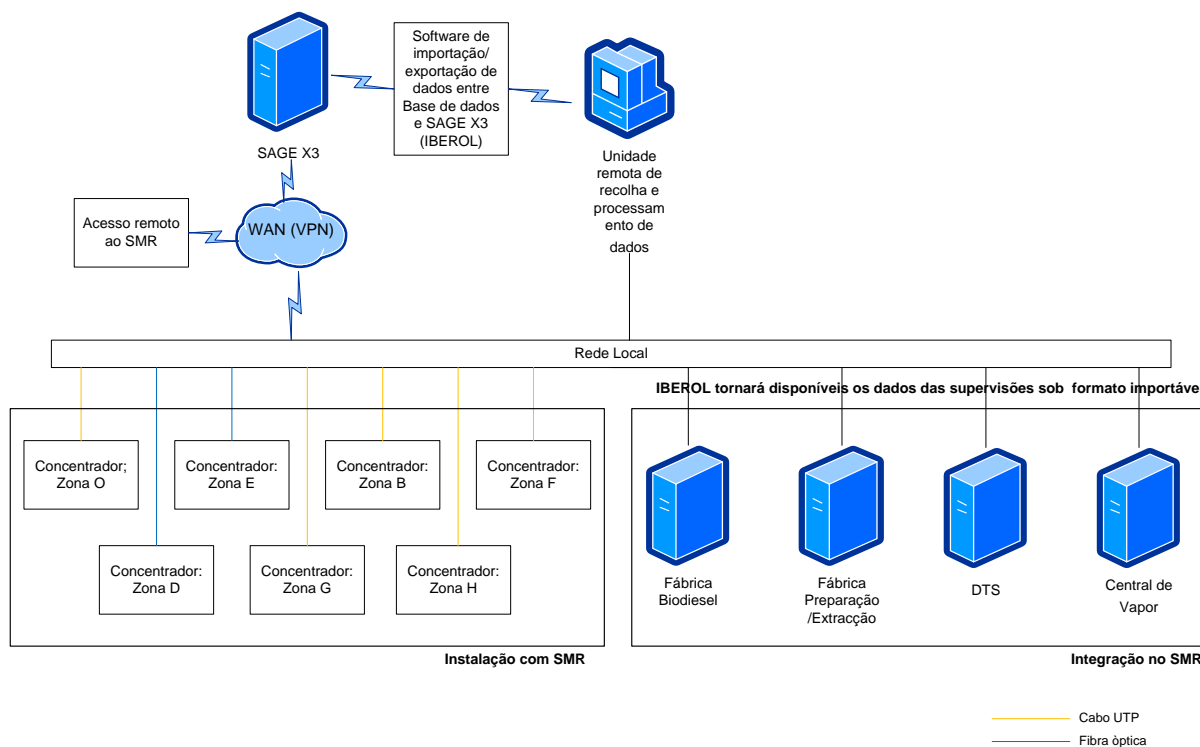 Software de
importação/
exportação de
dados entre
Base de dados
e SAGE X3
(IBEROL)
SAGE X3
Unidade
remota de
recolha e
processam
ento de
dados
Acesso remoto
ao SMR
WAN (VPN)
Rede Local
IBEROL tornará disponíveis os dados das supervisões sob formato importáve
Concentrador;
Zona O
Concentrador:
Zona E
Concentrador:
Zona B
Concentrador:
Zona F
Concentrador:
Zona D
Concentrador:
Zona G
Concentrador:
Zona H
Fábrica
Biodiesel
Fábrica
Preparação
/Extracção
DTS
Central de
Vapor
Instalação com SMR
Integração no SMR
Cabo UTP
Fibra òptica